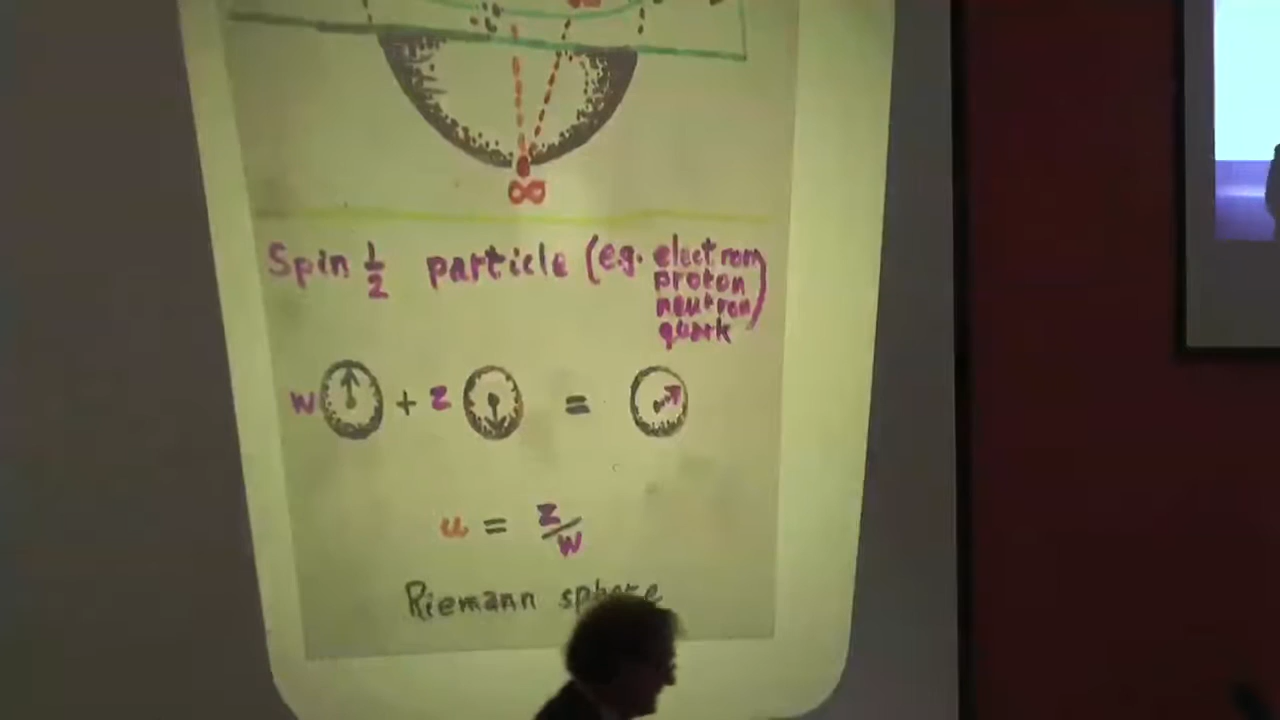 ∞
Spin 1/2 particle (e.g. electron
proton
neutron)
quark
w + z =
u = z/w
Riemann sphere